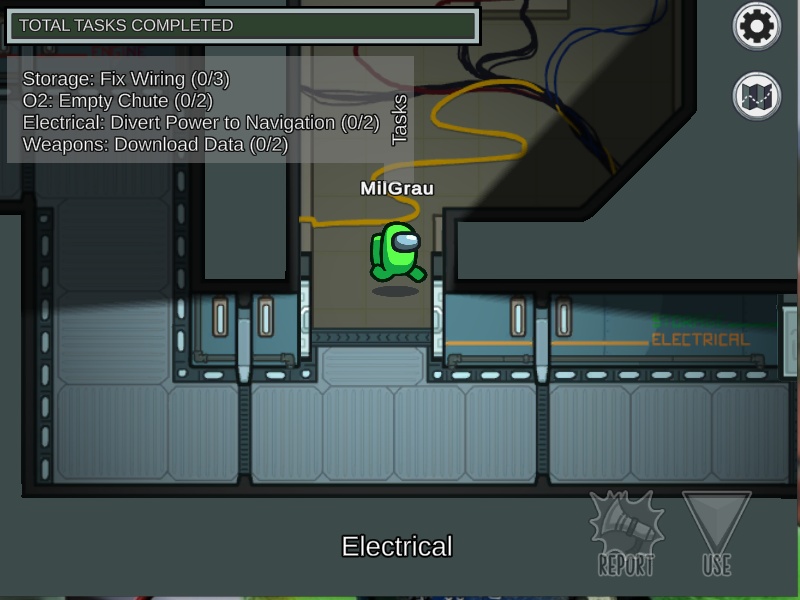 TOTAL TASKS COMPLETED
ENGINE
Storage: Fix Wiring (0/3)
O2: Empty Chute (0/2)
Electrical: Divert Power to Navigation (0/2)
Weapons: Download Data (0/2)
Tasks
MilGrau
ELECTRICAL
Electrical
REPORT
USE